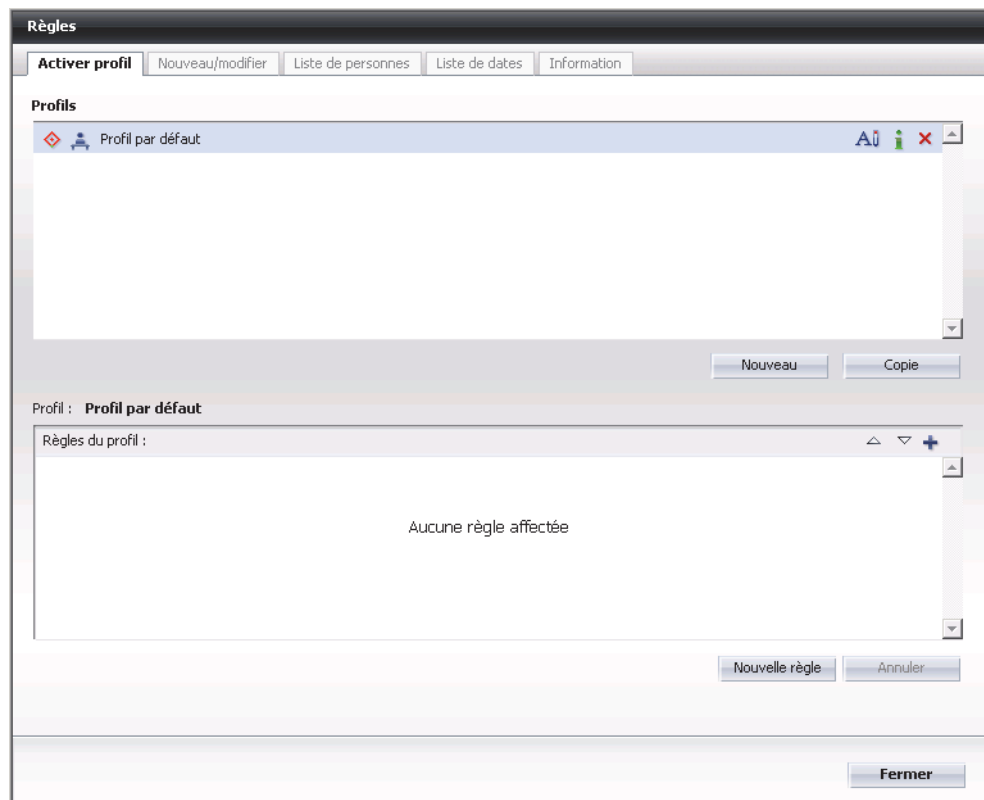 Règles
Activer profil Nouveau/modifier Liste de personnes Liste de dates Information
Profils
Profil par défaut
Nouveau Copie
Profil : Profil par défaut
Règles du profil :
Aucune règle affectée
Nouvelle règle Annuler
Fermer